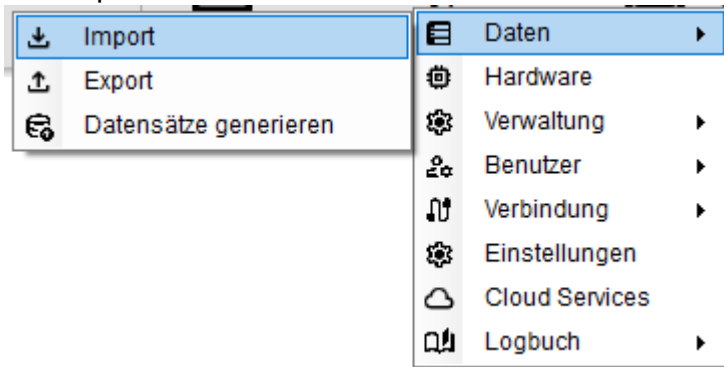 Import
Export
Datensätze generieren
Daten
Hardware
Verwaltung
Benutzer
Verbindung
Einstellungen
Cloud Services
Logbuch